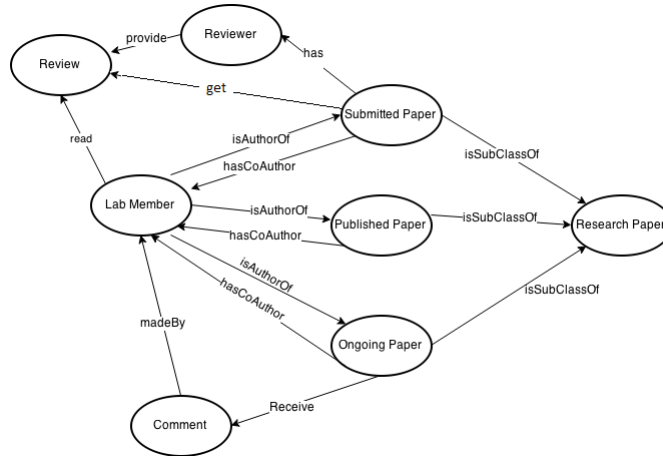 provide
Reviewer
has
Review
get
Submitted Paper
read
isAuthorOf
hasCoAuthor
isSubClassOf
Lab Member
isAuthorOf
hasCoAuthor
Published Paper
isSubClassOf
Research Paper
isAuthorOf
hasCoAuthor
isSubClassOf
madeBy
Ongoing Paper
Receive
Comment